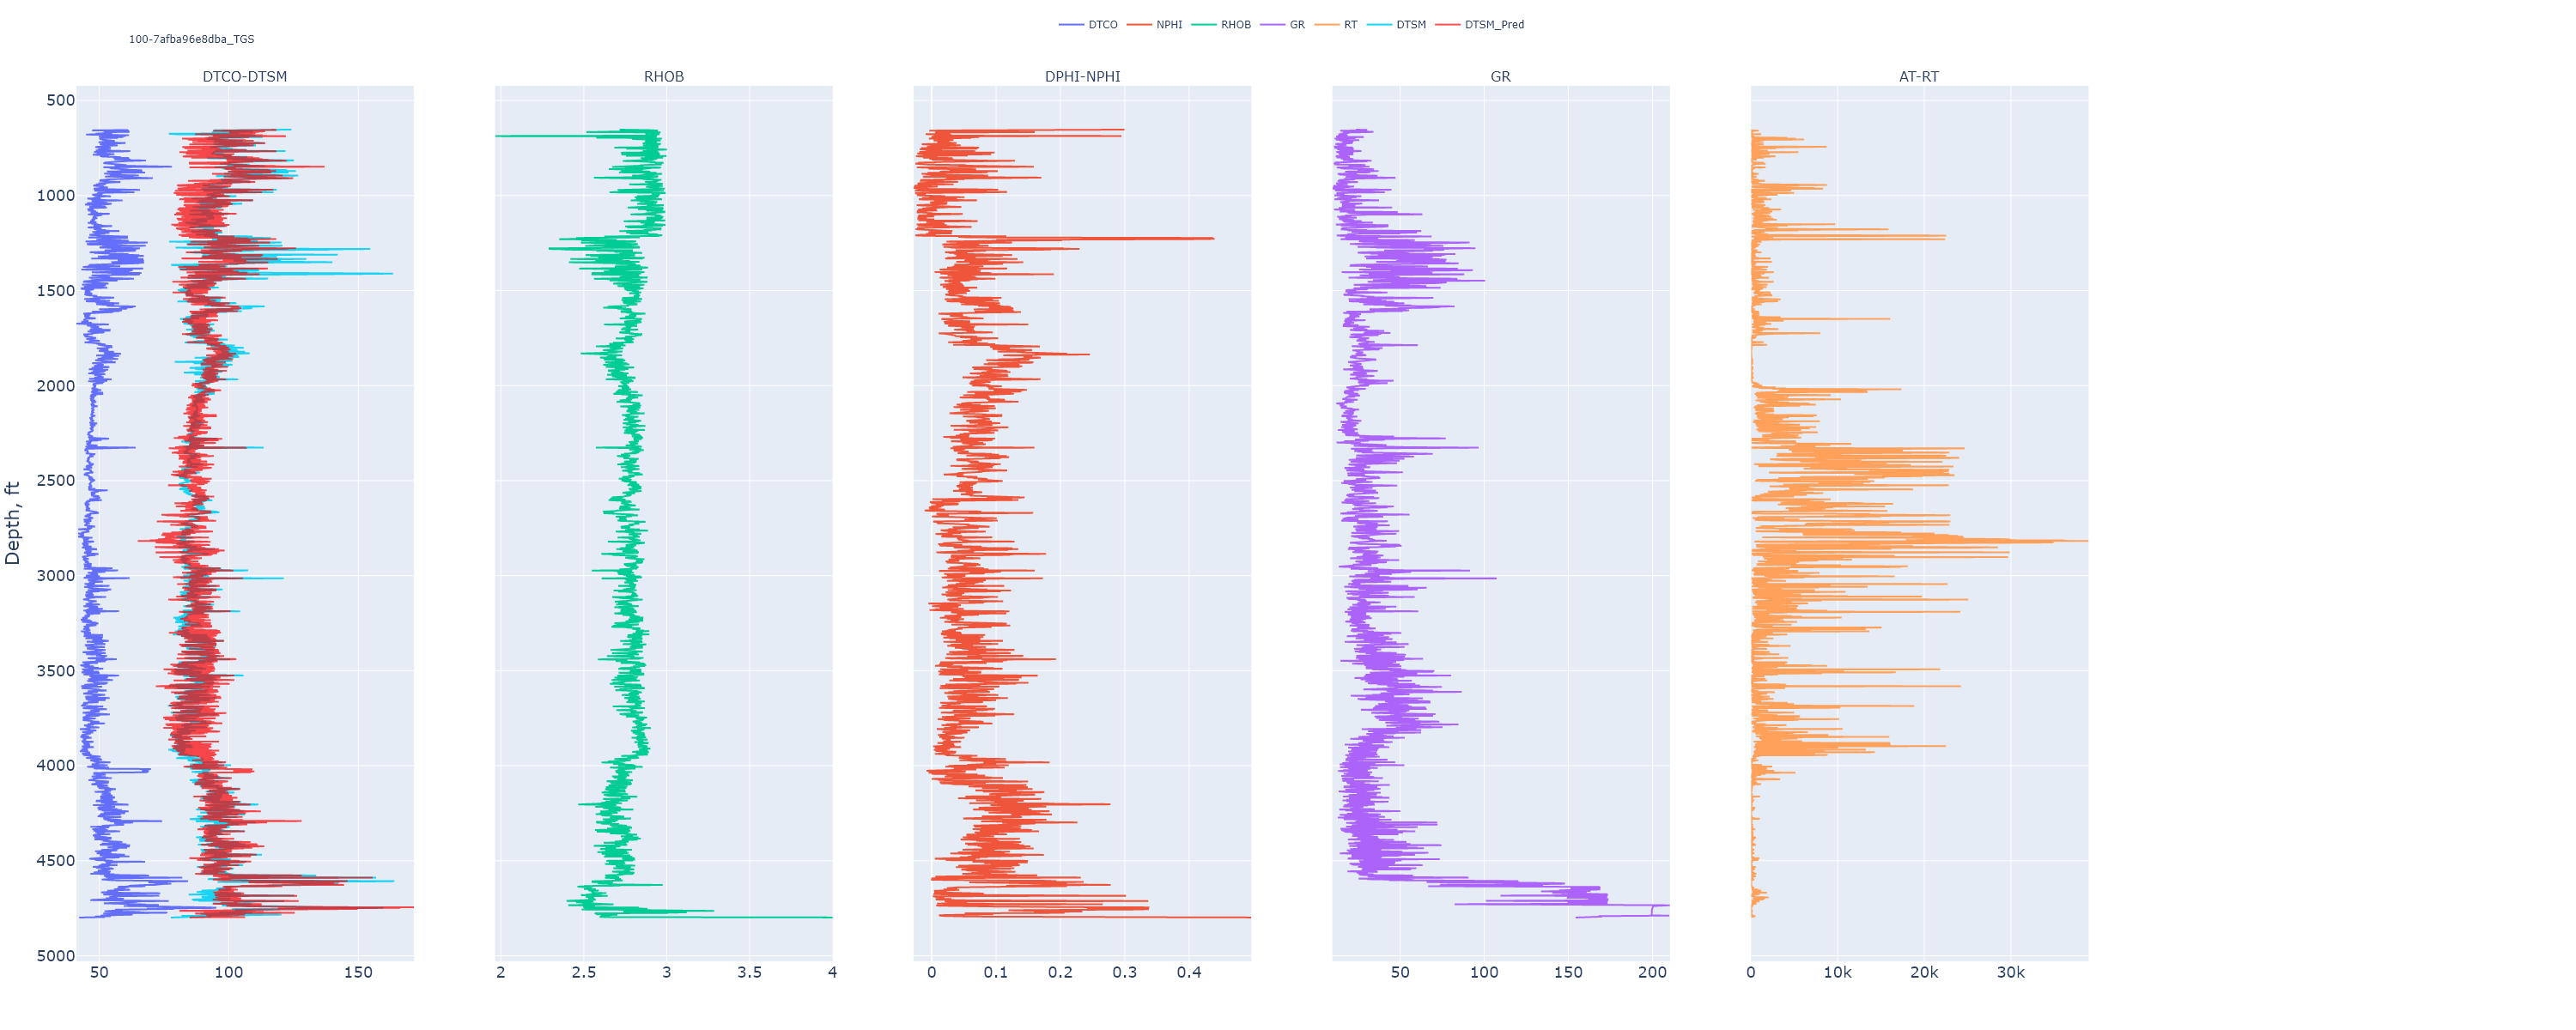 DTCO NPHI RHOB GR RT DTSM DTSM_Pred
100-7afba96e8dba_TGS
DTCO-DTSM RHOB DPHI-NPHI GR AT-RT
500
1000
1500
2000
2500
3000
3500
4000
4500
5000
Depth, ft
50 100 150 2 2.5 3 3.5 4 0 0.1 0.2 0.3 0.4 50 100 150 200 0 10k 20k 30k